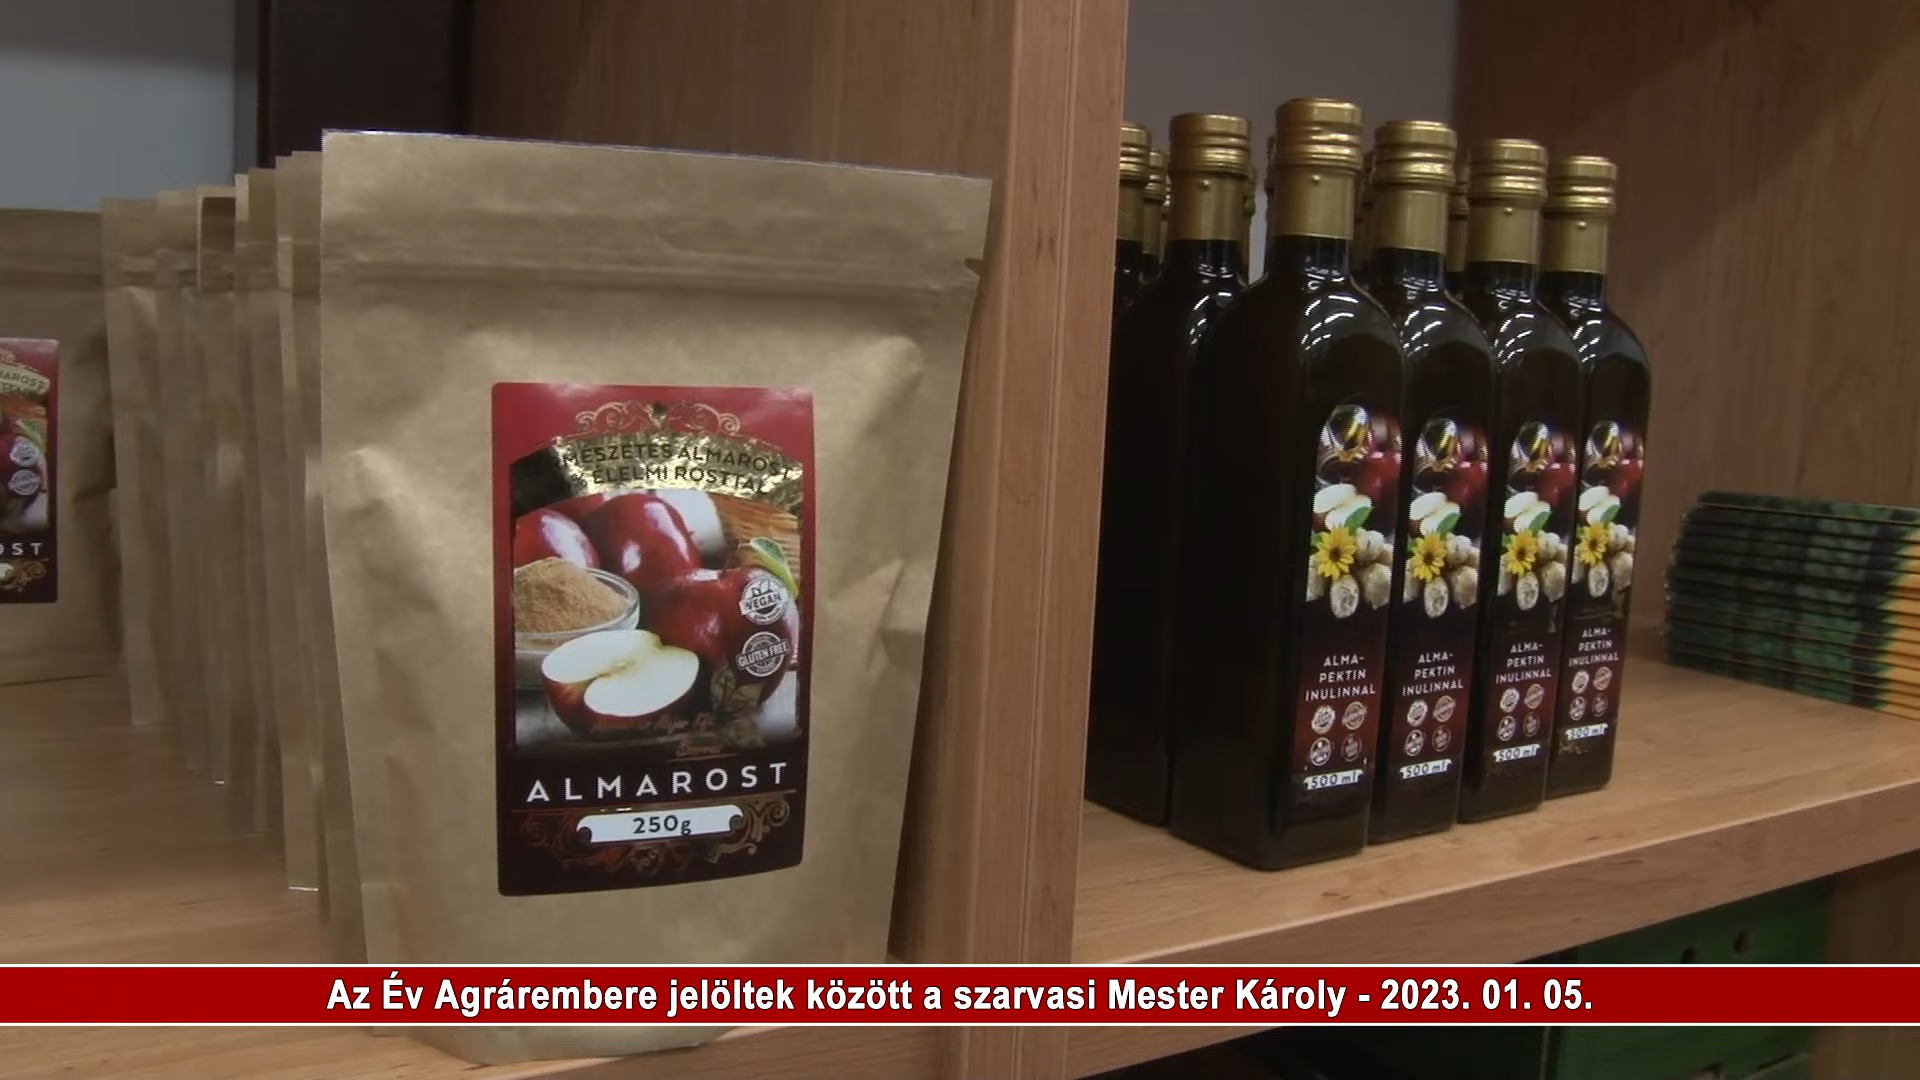 ALMAROST
ÉLELMI ROSTTAL
VEGAN
GLUTEN FREE
ALMAROST
250g
ALMA-
PEKTIN
INULINNAL
500 ml
ALMA-
PEKTIN
INULINNAL
500 ml
ALMA-
PEKTIN
INULINNAL
500 ml
ALMA-
PEKTIN
INULINNAL
500 ml
Az Év Agrárembere jelöltek között a szarvasi Mester Károly - 2023. 01. 05.